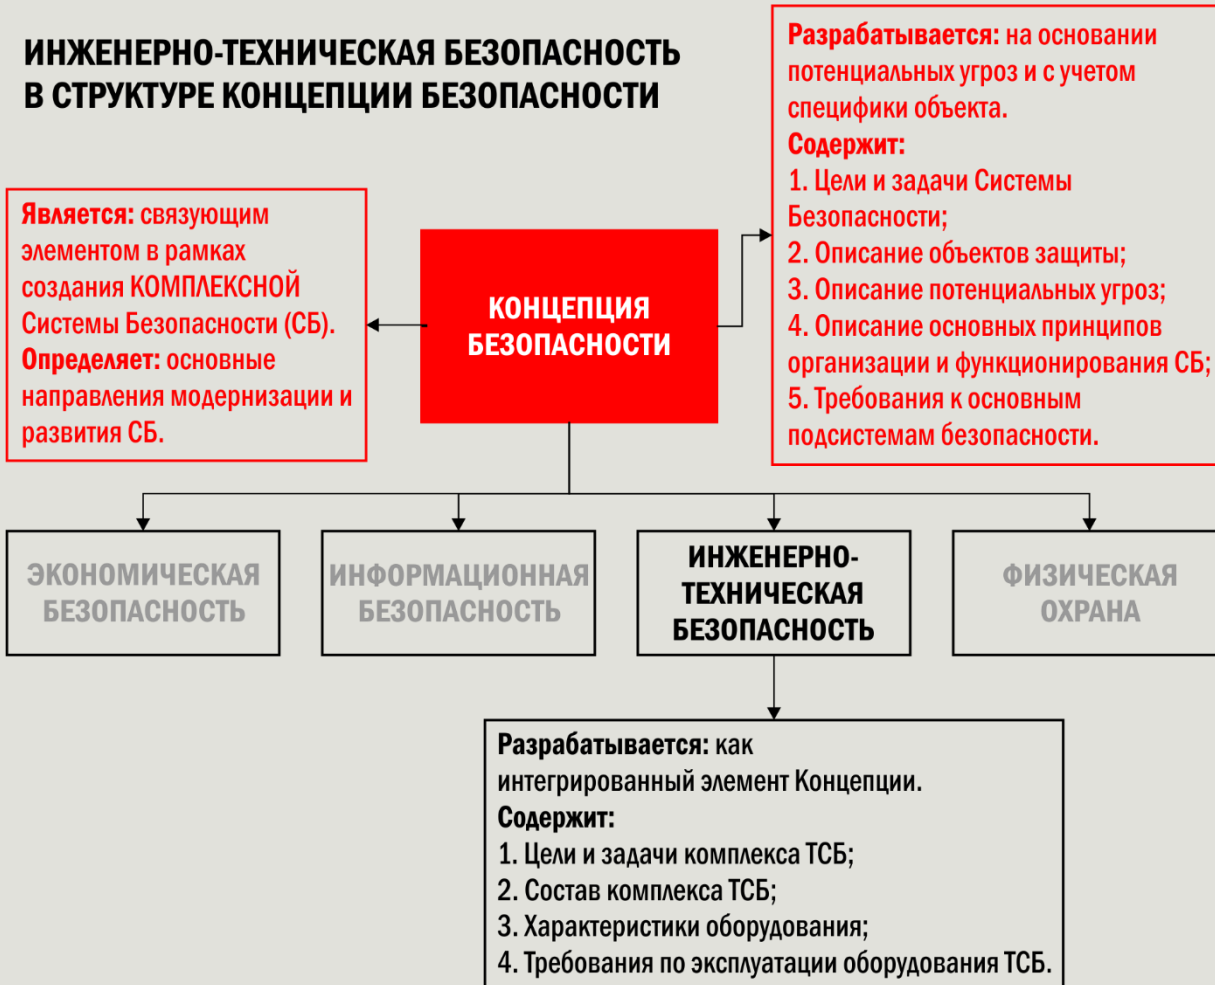 ИНЖЕНЕРНО-ТЕХНИЧЕСКАЯ БЕЗОПАСНОСТЬ
В СТРУКТУРЕ КОНЦЕПЦИИ БЕЗОПАСНОСТИ
Разрабатывается: на основании
потенциальных угроз и с учетом
специфики объекта.
Содержит:
1. Цели и задачи Системы
Безопасности;
2. Описание объектов защиты;
3. Описание потенциальных угроз;
4. Описание основных принципов
организации и функционирования СБ;
5. Требования к основным
подсистемам безопасности.
Является: связующим
элементом в рамках
создания КОМПЛЕКСНОЙ
Системы Безопасности (СБ).
Определяет: основные
направления модернизации и
развития СБ.
КОНЦЕПЦИЯ
БЕЗОПАСНОСТИ
ЭКОНОМИЧЕСКАЯ
БЕЗОПАСНОСТЬ
ИНФОРМАЦИОННАЯ
БЕЗОПАСНОСТЬ
ИНЖЕНЕРНО-
ТЕХНИЧЕСКАЯ
БЕЗОПАСНОСТЬ
ФИЗИЧЕСКАЯ
ОХРАНА
Разрабатывается: как
интегрированный элемент Концепции.
Содержит:
1. Цели и задачи комплекса ТСБ;
2. Состав комплекса ТСБ;
3. Характеристики оборудования;
4. Требования по эксплуатации оборудования ТСБ.